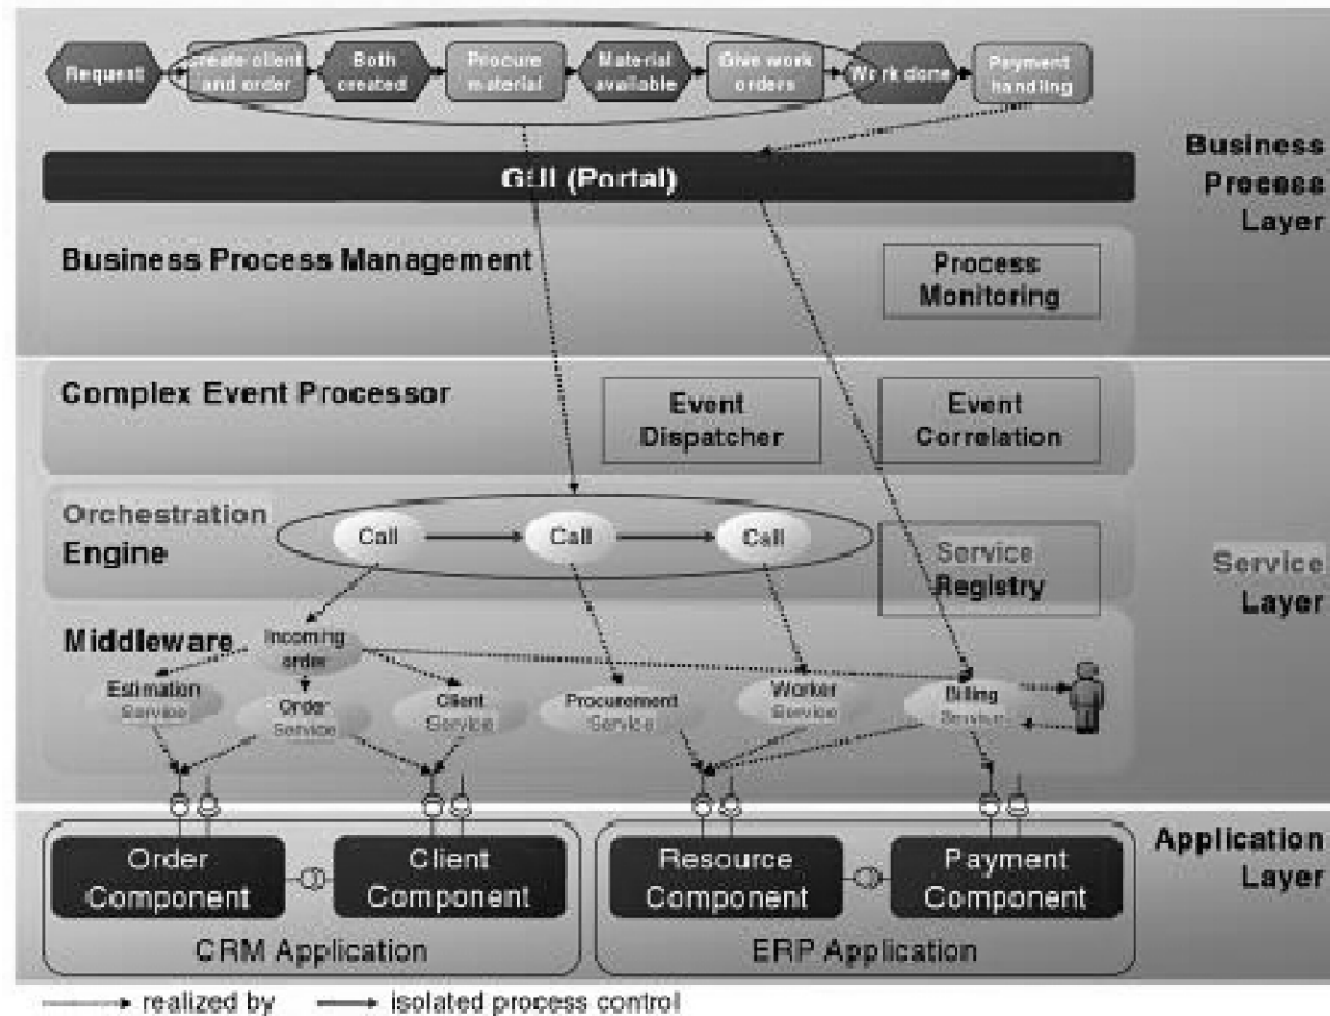 Request
Create client
and order
Both
created
Procure
material
Material
available
Give work
orders
Work done
Payment
handling
Business
Process
Layer
GUI (Portal)
Business Process Management
Process
Monitoring
Complex Event Processor
Event
Dispatcher
Event
Correlation
Orchestration
Engine
Call
Call
Call
Service
Registry
Service
Layer
Middleware
Incoming
order
Estimation
Service
Order
Service
Client
Service
Procurement
Service
Worker
Service
Billing
Service
Order
Component
Client
Component
CRM Application
Resource
Component
Payment
Component
ERP Application
Application
Layer
realized by
isolated process control